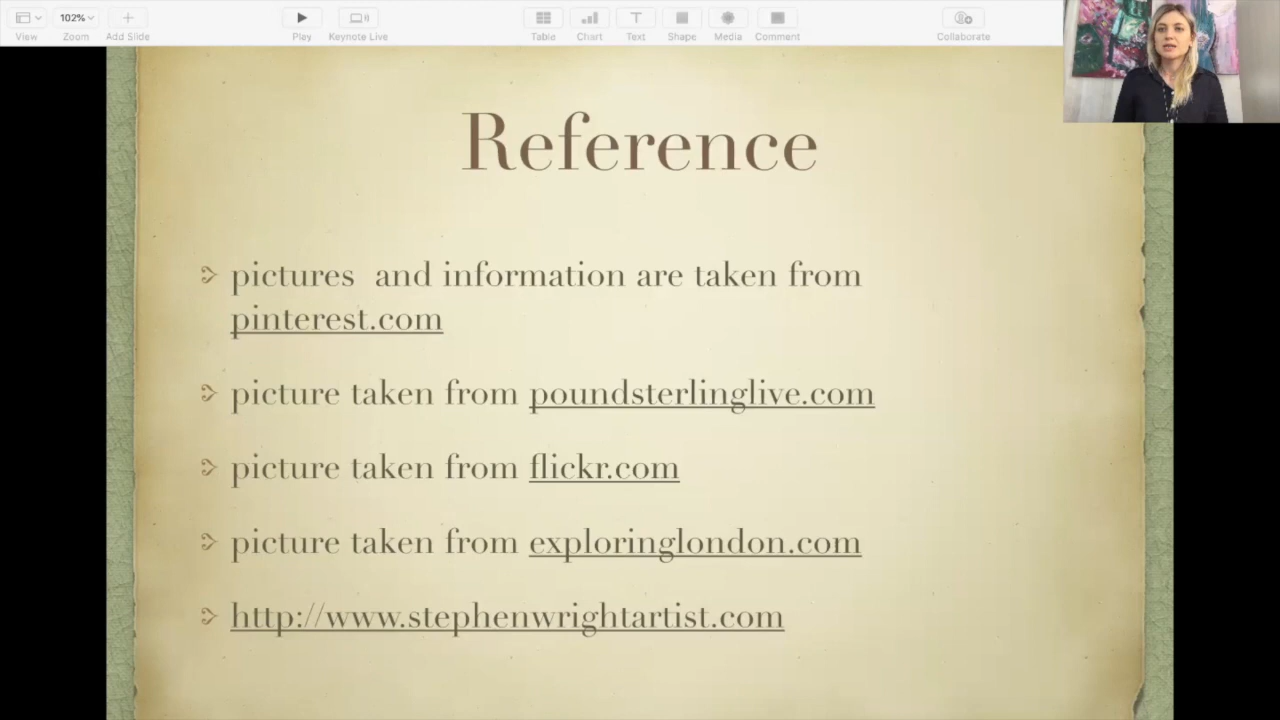 102%
View Zoom Add Slide Play Keynote Live Table Chart Text Shape Media Comment Collaborate
Reference
pictures and information are taken from
pinterest.com
picture taken from poundsterlinglive.com
picture taken from flickr.com
picture taken from exploringlondon.com
http://www.stephenwrightartist.com